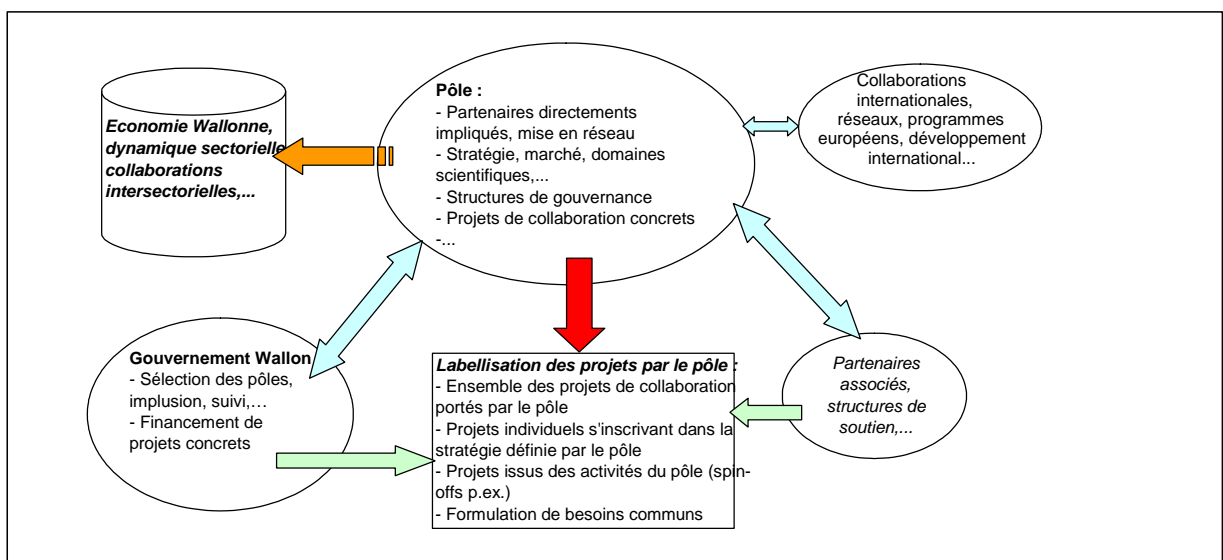 Pôle :
- Partenaires directements
impliqués, mise en réseau
- Stratégie, marché, domaines
scientifiques,...
- Structures de gouvernance
- Projets de collaboration concrets
-...
Collaborations
internationales,
réseaux, programmes
européens, développement
international...
Economie Wallonne,
dynamique sectorielle
collaborations
intersectorielles,...
Gouvernement Wallon
- Sélection des pôles,
implusion, suivi,...
- Financement de
projets concrets
Labellisation des projets par le pôle :
- Ensemble des projets de collaboration
portés par le pôle
- Projets individuels s'inscrivant dans la
stratégie définie par le pôle
- Projets issus des activités du pôle (spin-
offs p.ex.)
- Formulation de besoins communs
Partenaires
associés,
structures de
soutien,...